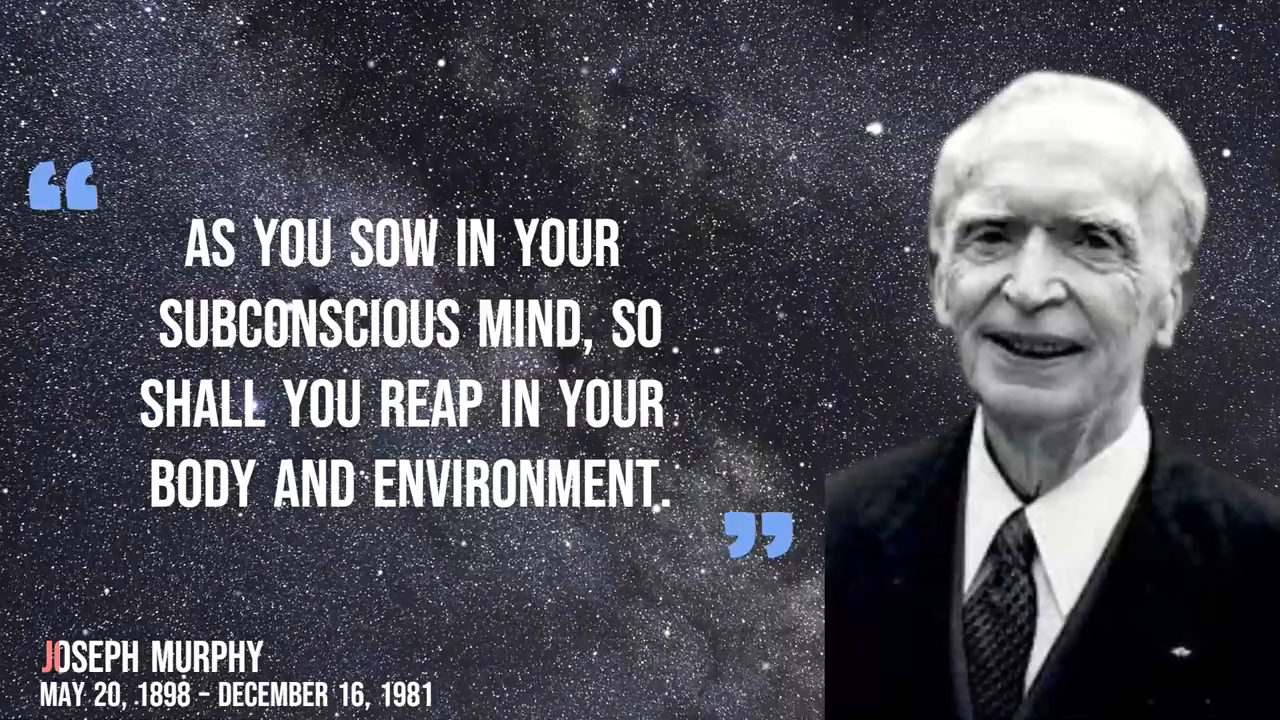 “
AS YOU SOW IN YOUR
SUBCONSCIOUS MIND, SO
SHALL YOU REAP IN YOUR
BODY AND ENVIRONMENT.
”
JOSEPH MURPHY
MAY 20, 1898 - DECEMBER 16, 1981